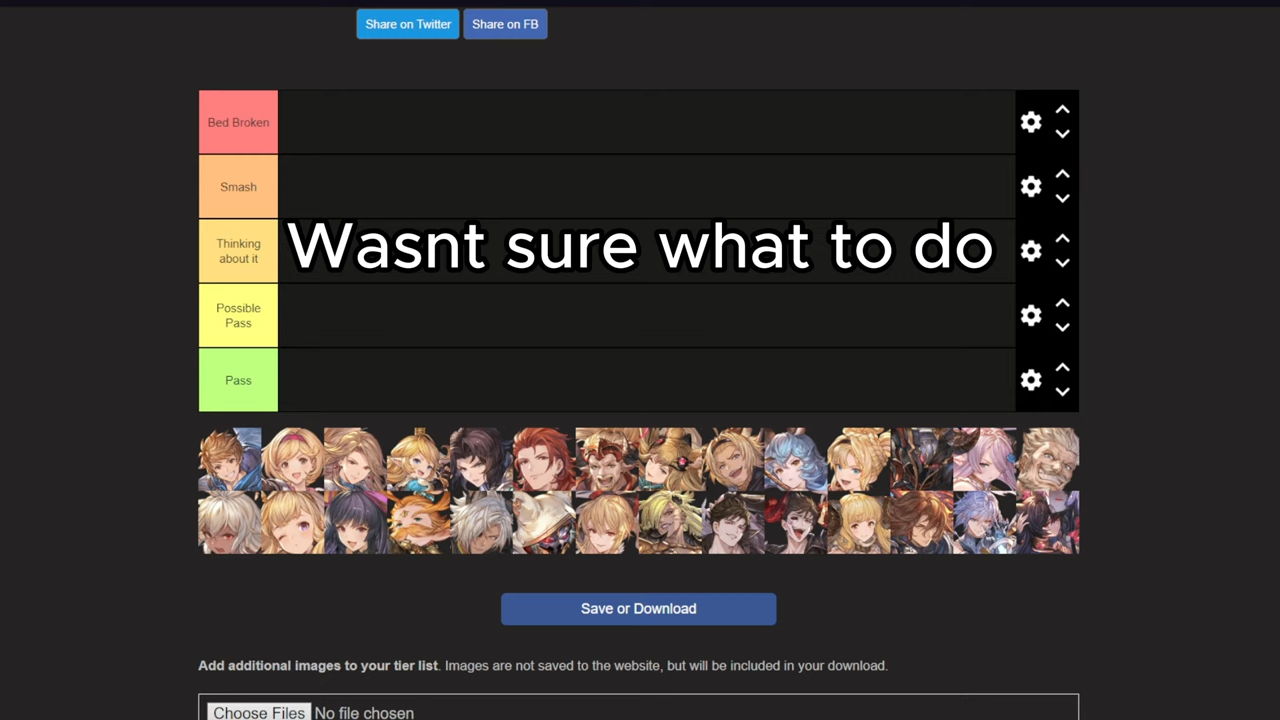 Share on Twitter Share on FB
Bed Broken
Smash
Thinking
about it
Wasnt sure what to do
Possible
Pass
Pass
Save or Download
Add additional images to your tier list. Images are not saved to the website, but will be included in your download.
Choose Files No file chosen